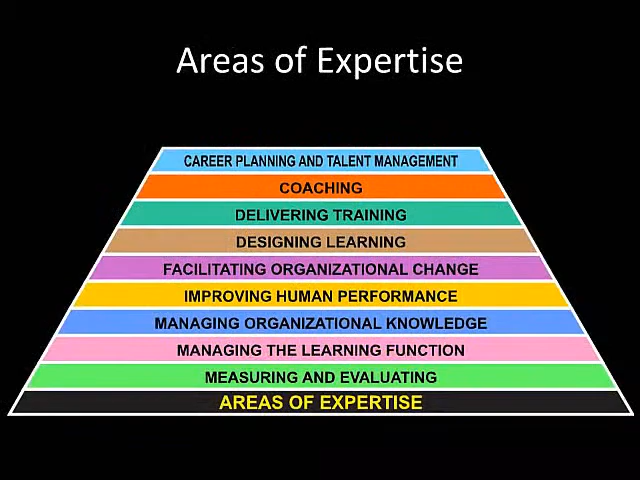 Areas of Expertise
CAREER PLANNING AND TALENT MANAGEMENT
COACHING
DELIVERING TRAINING
DESIGNING LEARNING
FACILITATING ORGANIZATIONAL CHANGE
IMPROVING HUMAN PERFORMANCE
MANAGING ORGANIZATIONAL KNOWLEDGE
MANAGING THE LEARNING FUNCTION
MEASURING AND EVALUATING
AREAS OF EXPERTISE